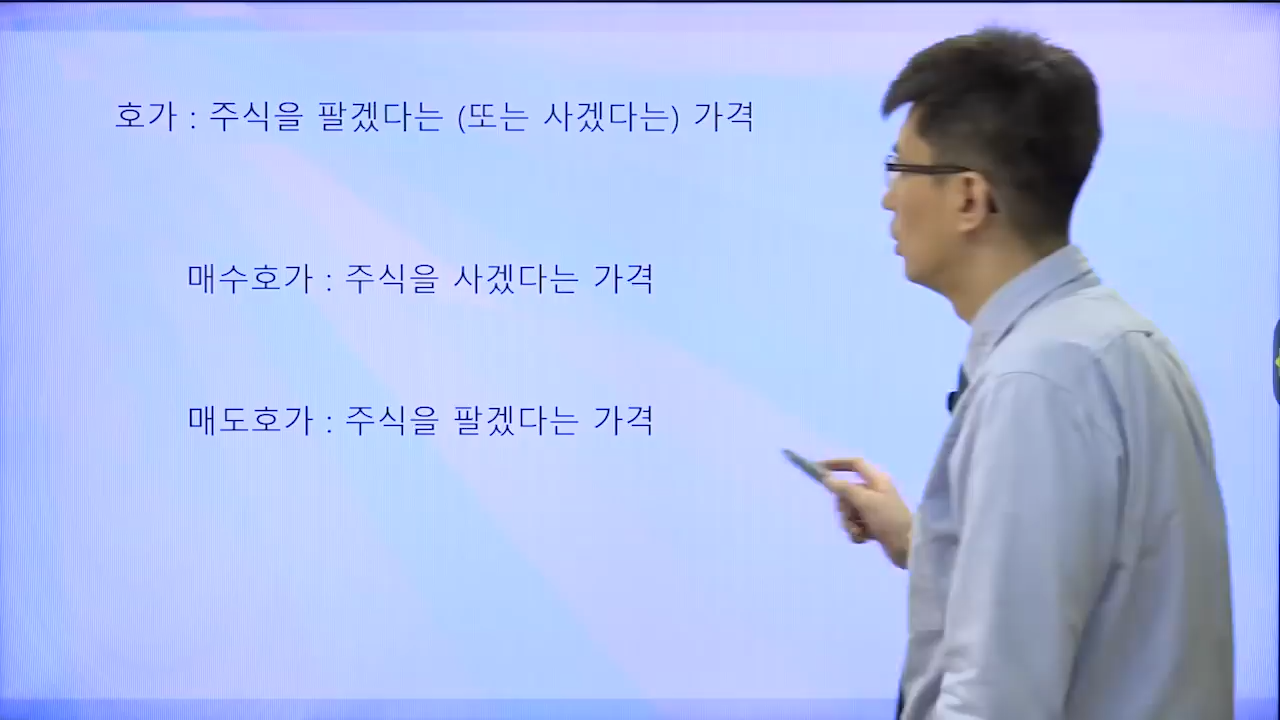 호가 : 주식을 팔겠다는 (또는 사겠다는) 가격
매수호가 : 주식을 사겠다는 가격
매도호가 : 주식을 팔겠다는 가격